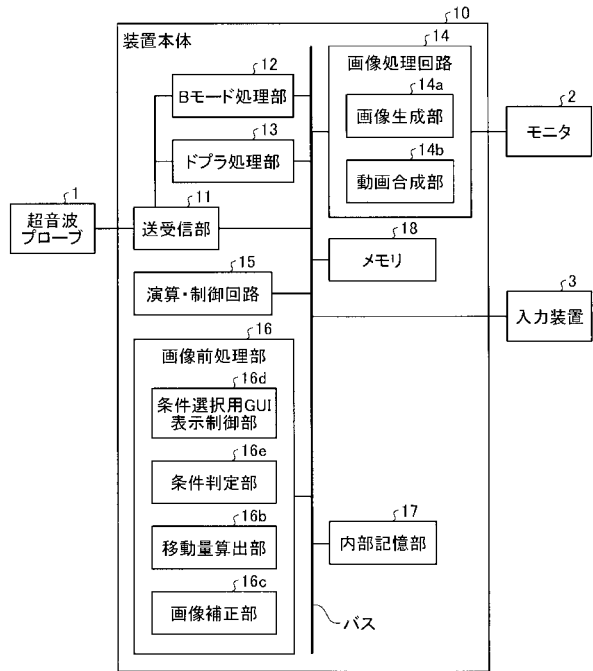 10
装置本体
12
Bモード処理部
13
ドプラ処理部
11
送受信部
1
超音波
プローブ
15
演算・制御回路
16
画像前処理部
16d
条件選択用GUI
表示制御部
16e
条件判定部
16b
移動量算出部
16c
画像補正部
14
画像処理回路
14a
画像生成部
14b
動画合成部
2
モニタ
18
メモリ
3
入力装置
17
内部記憶部
バス